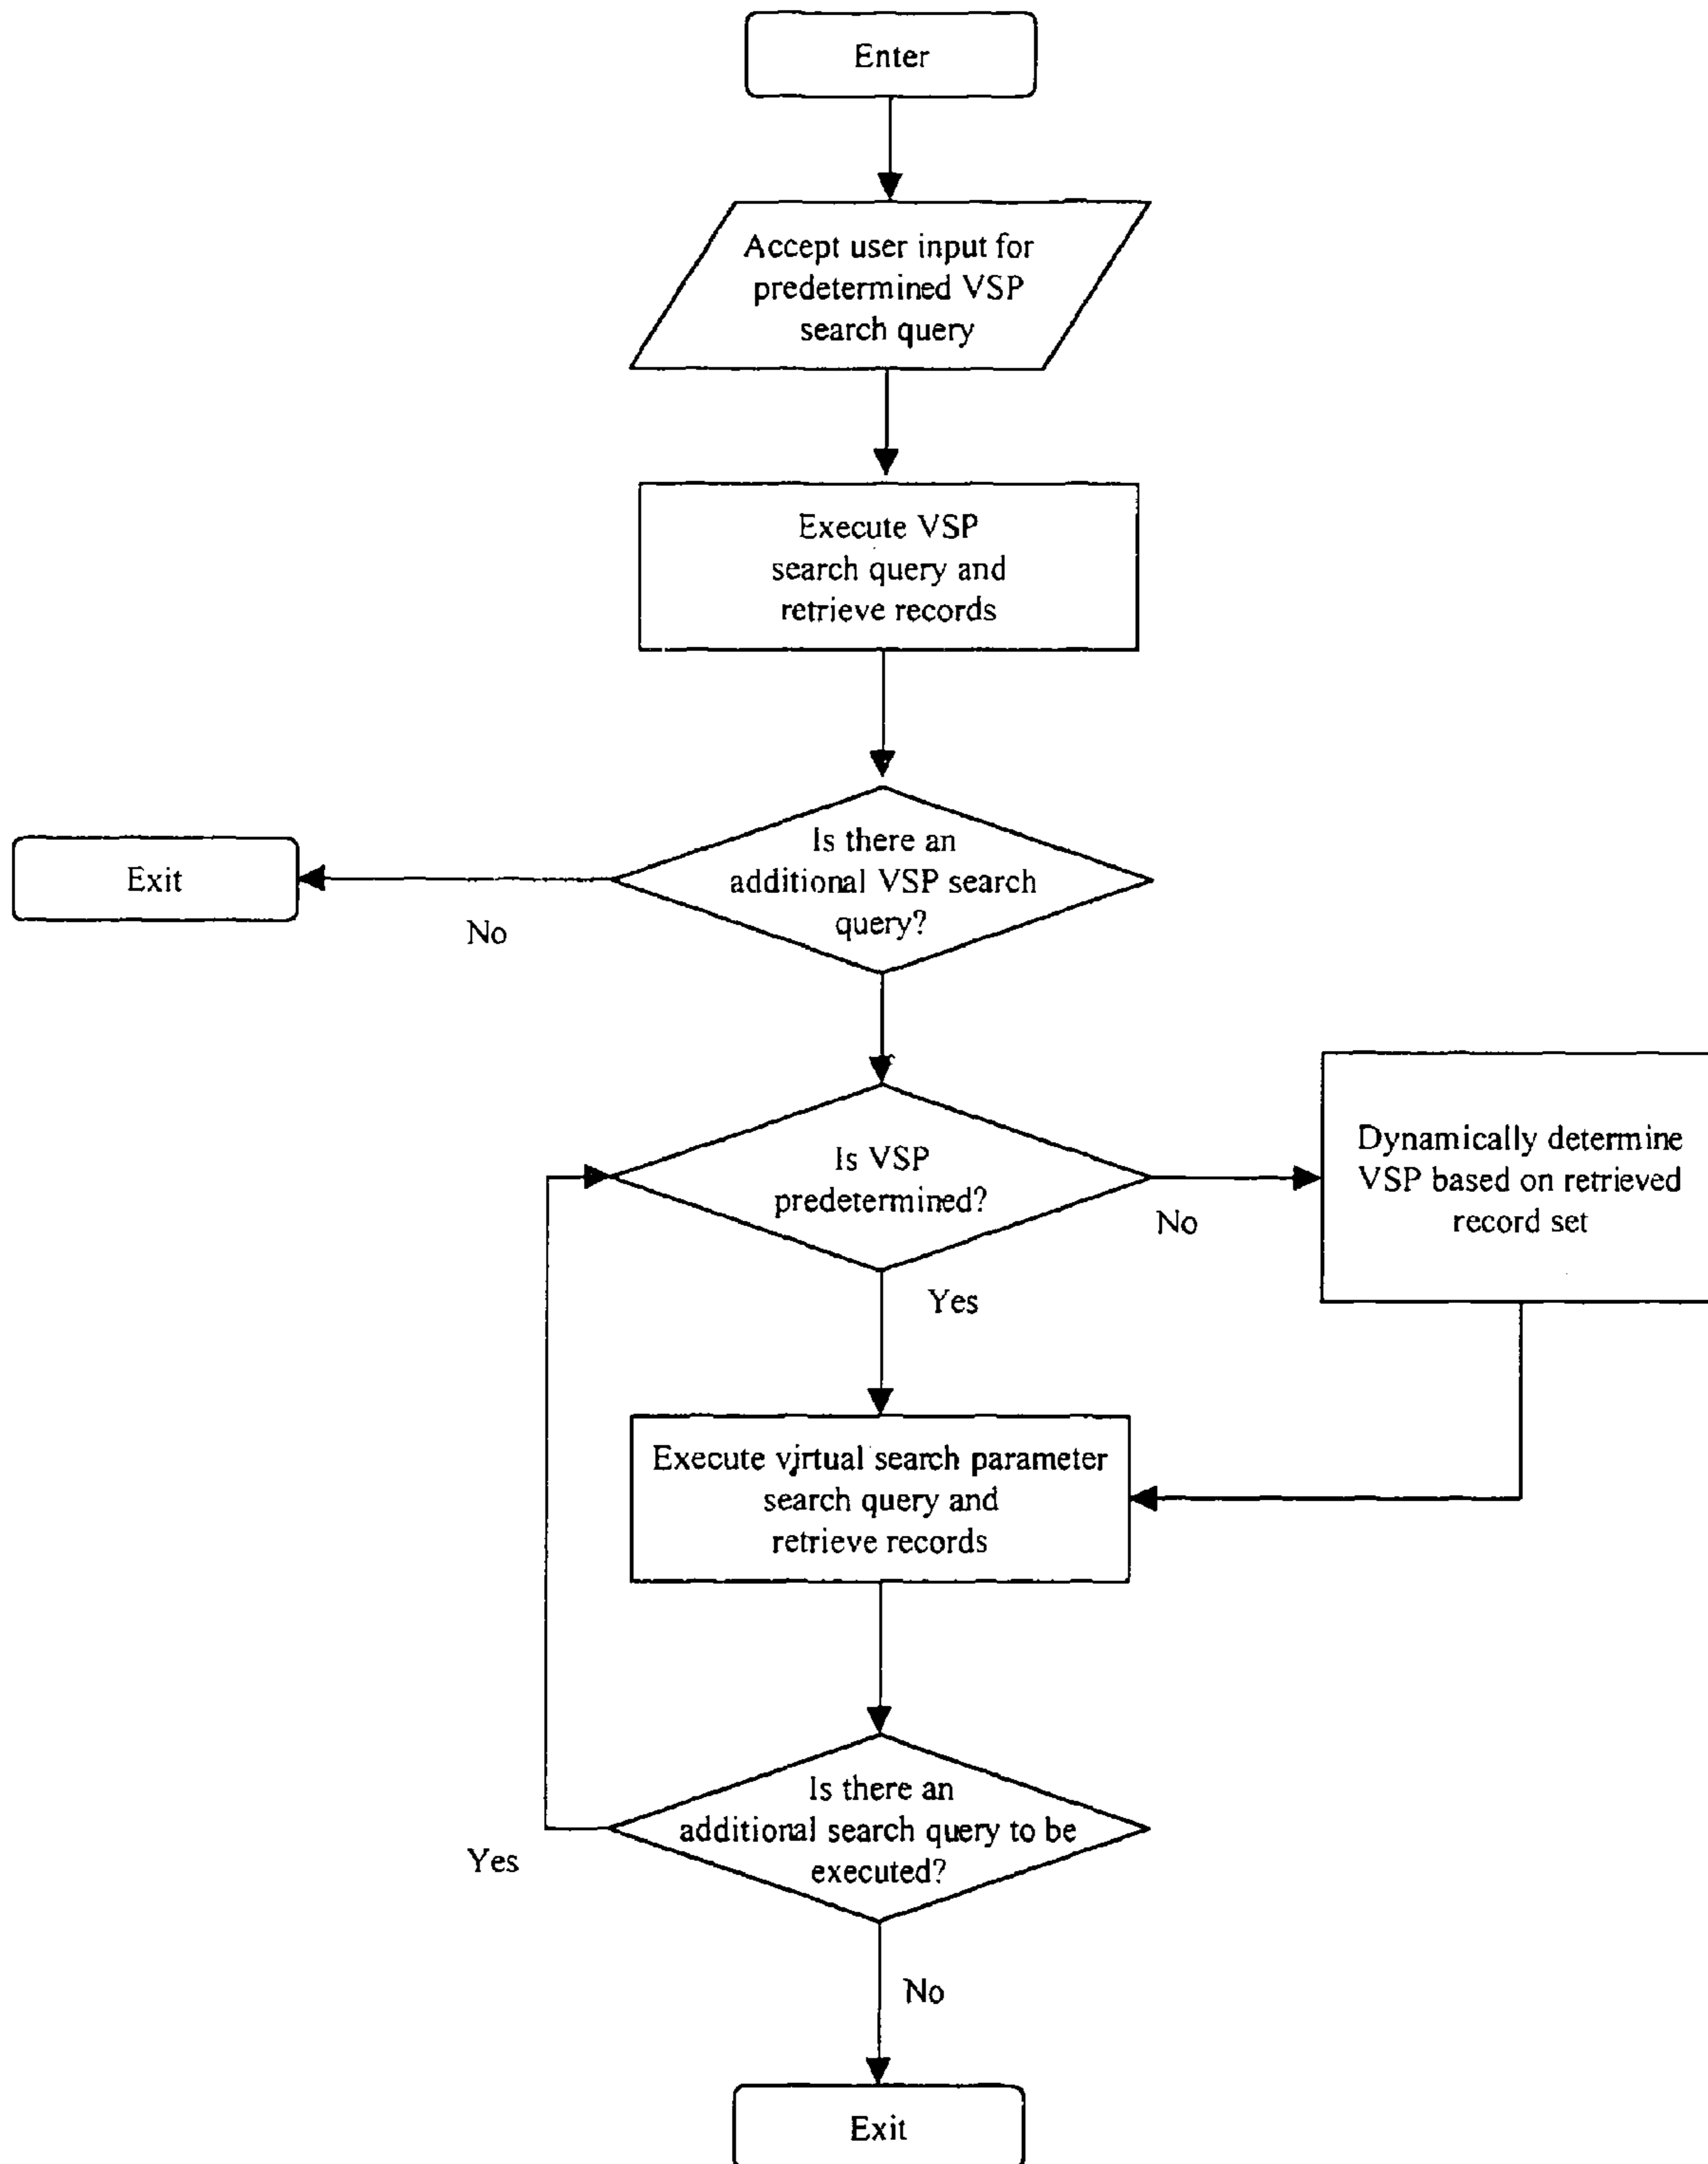 Enter
Accept user input for
predetermined VSP
search query
Execute VSP
search query and
retrieve records
Is there an
additional VSP search
query?
Exit
No
Is VSP
predetermined?
No
Dynamically determine
VSP based on retrieved
record set
Yes
Execute virtual search parameter
search query and
retrieve records
Is there an
additional search query to be
executed?
Yes
No
Exit